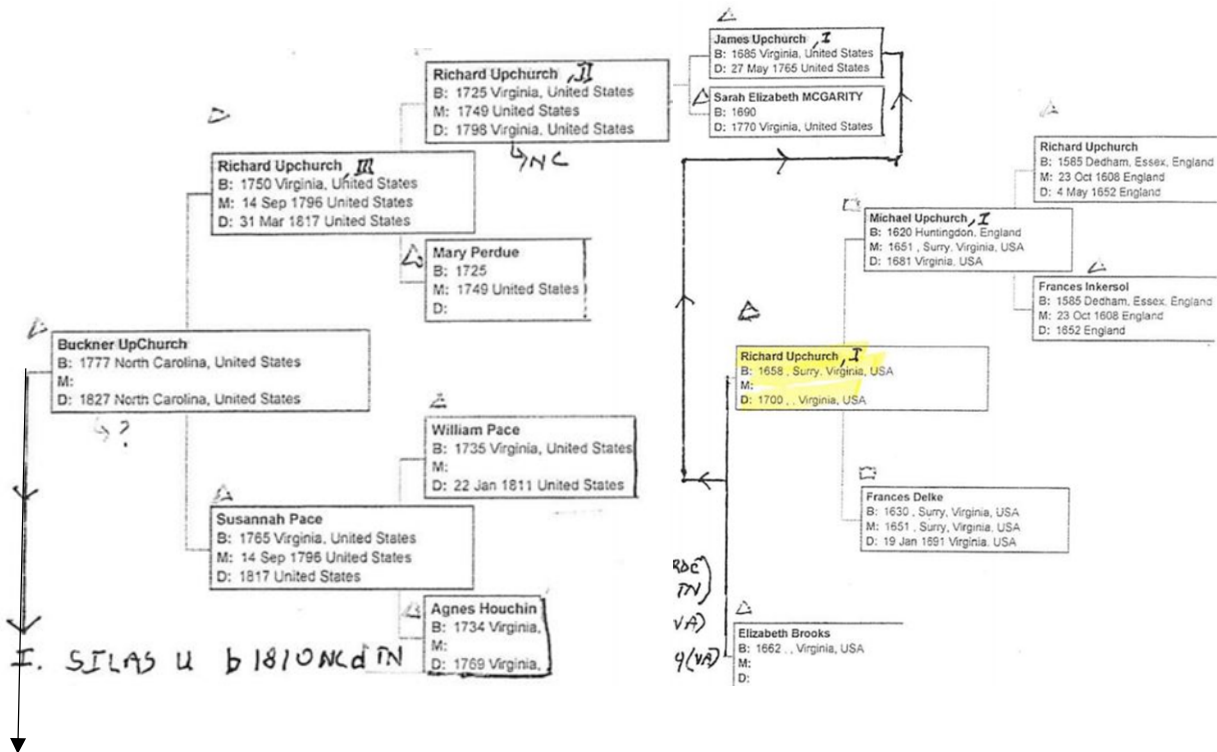 James Upchurch , I
B: 1685 Virginia, United States
D: 27 May 1765 United States
Sarah Elizabeth MCGARITY
B: 1690
D: 1770 Virginia, United States
Richard Upchurch , II
B: 1725 Virginia, United States
M: 1749 United States
D: 1798 Virginia, United States
NC
Richard Upchurch , III
B: 1750 Virginia, United States
M: 14 Sep 1796 United States
D: 31 Mar 1817 United States
Mary Perdue
B: 1725
M: 1749 United States
D:
Buckner UpChurch
B: 1777 North Carolina, United States
M:
D: 1827 North Carolina, United States
?
William Pace
B: 1735 Virginia, United States
M:
D: 22 Jan 1811 United States
Susannah Pace
B: 1765 Virginia, United States
M: 14 Sep 1796 United States
D: 1817 United States
Agnes Houchin
B: 1734 Virginia,
M:
D: 1769 Virginia,
I. SILAS U b 1810 NC d TN
Richard Upchurch
B: 1585 Dedham, Essex, England
M: 23 Oct 1608 England
D: 4 May 1652 England
Michael Upchurch , I
B: 1620 Huntingdon, England
M: 1651 , Surry, Virginia, USA
D: 1681 Virginia, USA
Frances Inkersol
B: 1585 Dedham, Essex, England
M: 23 Oct 1608 England
D: 1652 England
Richard Upchurch , I
B: 1658 , Surry, Virginia, USA
M:
D: 1700 , , Virginia, USA
Frances Delke
B: 1630 , Surry, Virginia, USA
M: 1651 , Surry, Virginia, USA
D: 19 Jan 1691 Virginia, USA
TN)
VA)
(VA)
Elizabeth Brooks
B: 1662 , , Virginia, USA
M:
D: